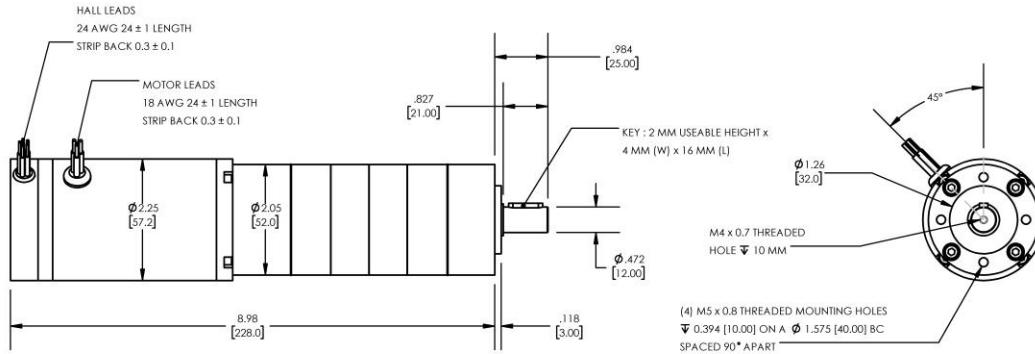 HALL LEADS
24 AWG 24 ± 1 LENGTH
STRIP BACK 0.3 ± 0.1
MOTOR LEADS
18 AWG 24 ± 1 LENGTH
STRIP BACK 0.3 ± 0.1
.984
[25.00]
.827
[21.00]
KEY : 2 MM USEABLE HEIGHT x
4 MM (W) x 16 MM (L)
45°
Ø1.26
[32.0]
Ø2.25
[57.2]
Ø2.05
[52.0]
M4 x 0.7 THREADED
HOLE ↧ 10 MM
Ø.472
[12.00]
8.98
[228.0]
.118
[3.00]
(4) M5 x 0.8 THREADED MOUNTING HOLES
↧ 0.394 [10.00] ON A Ø 1.575 [40.00] BC
SPACED 90° APART